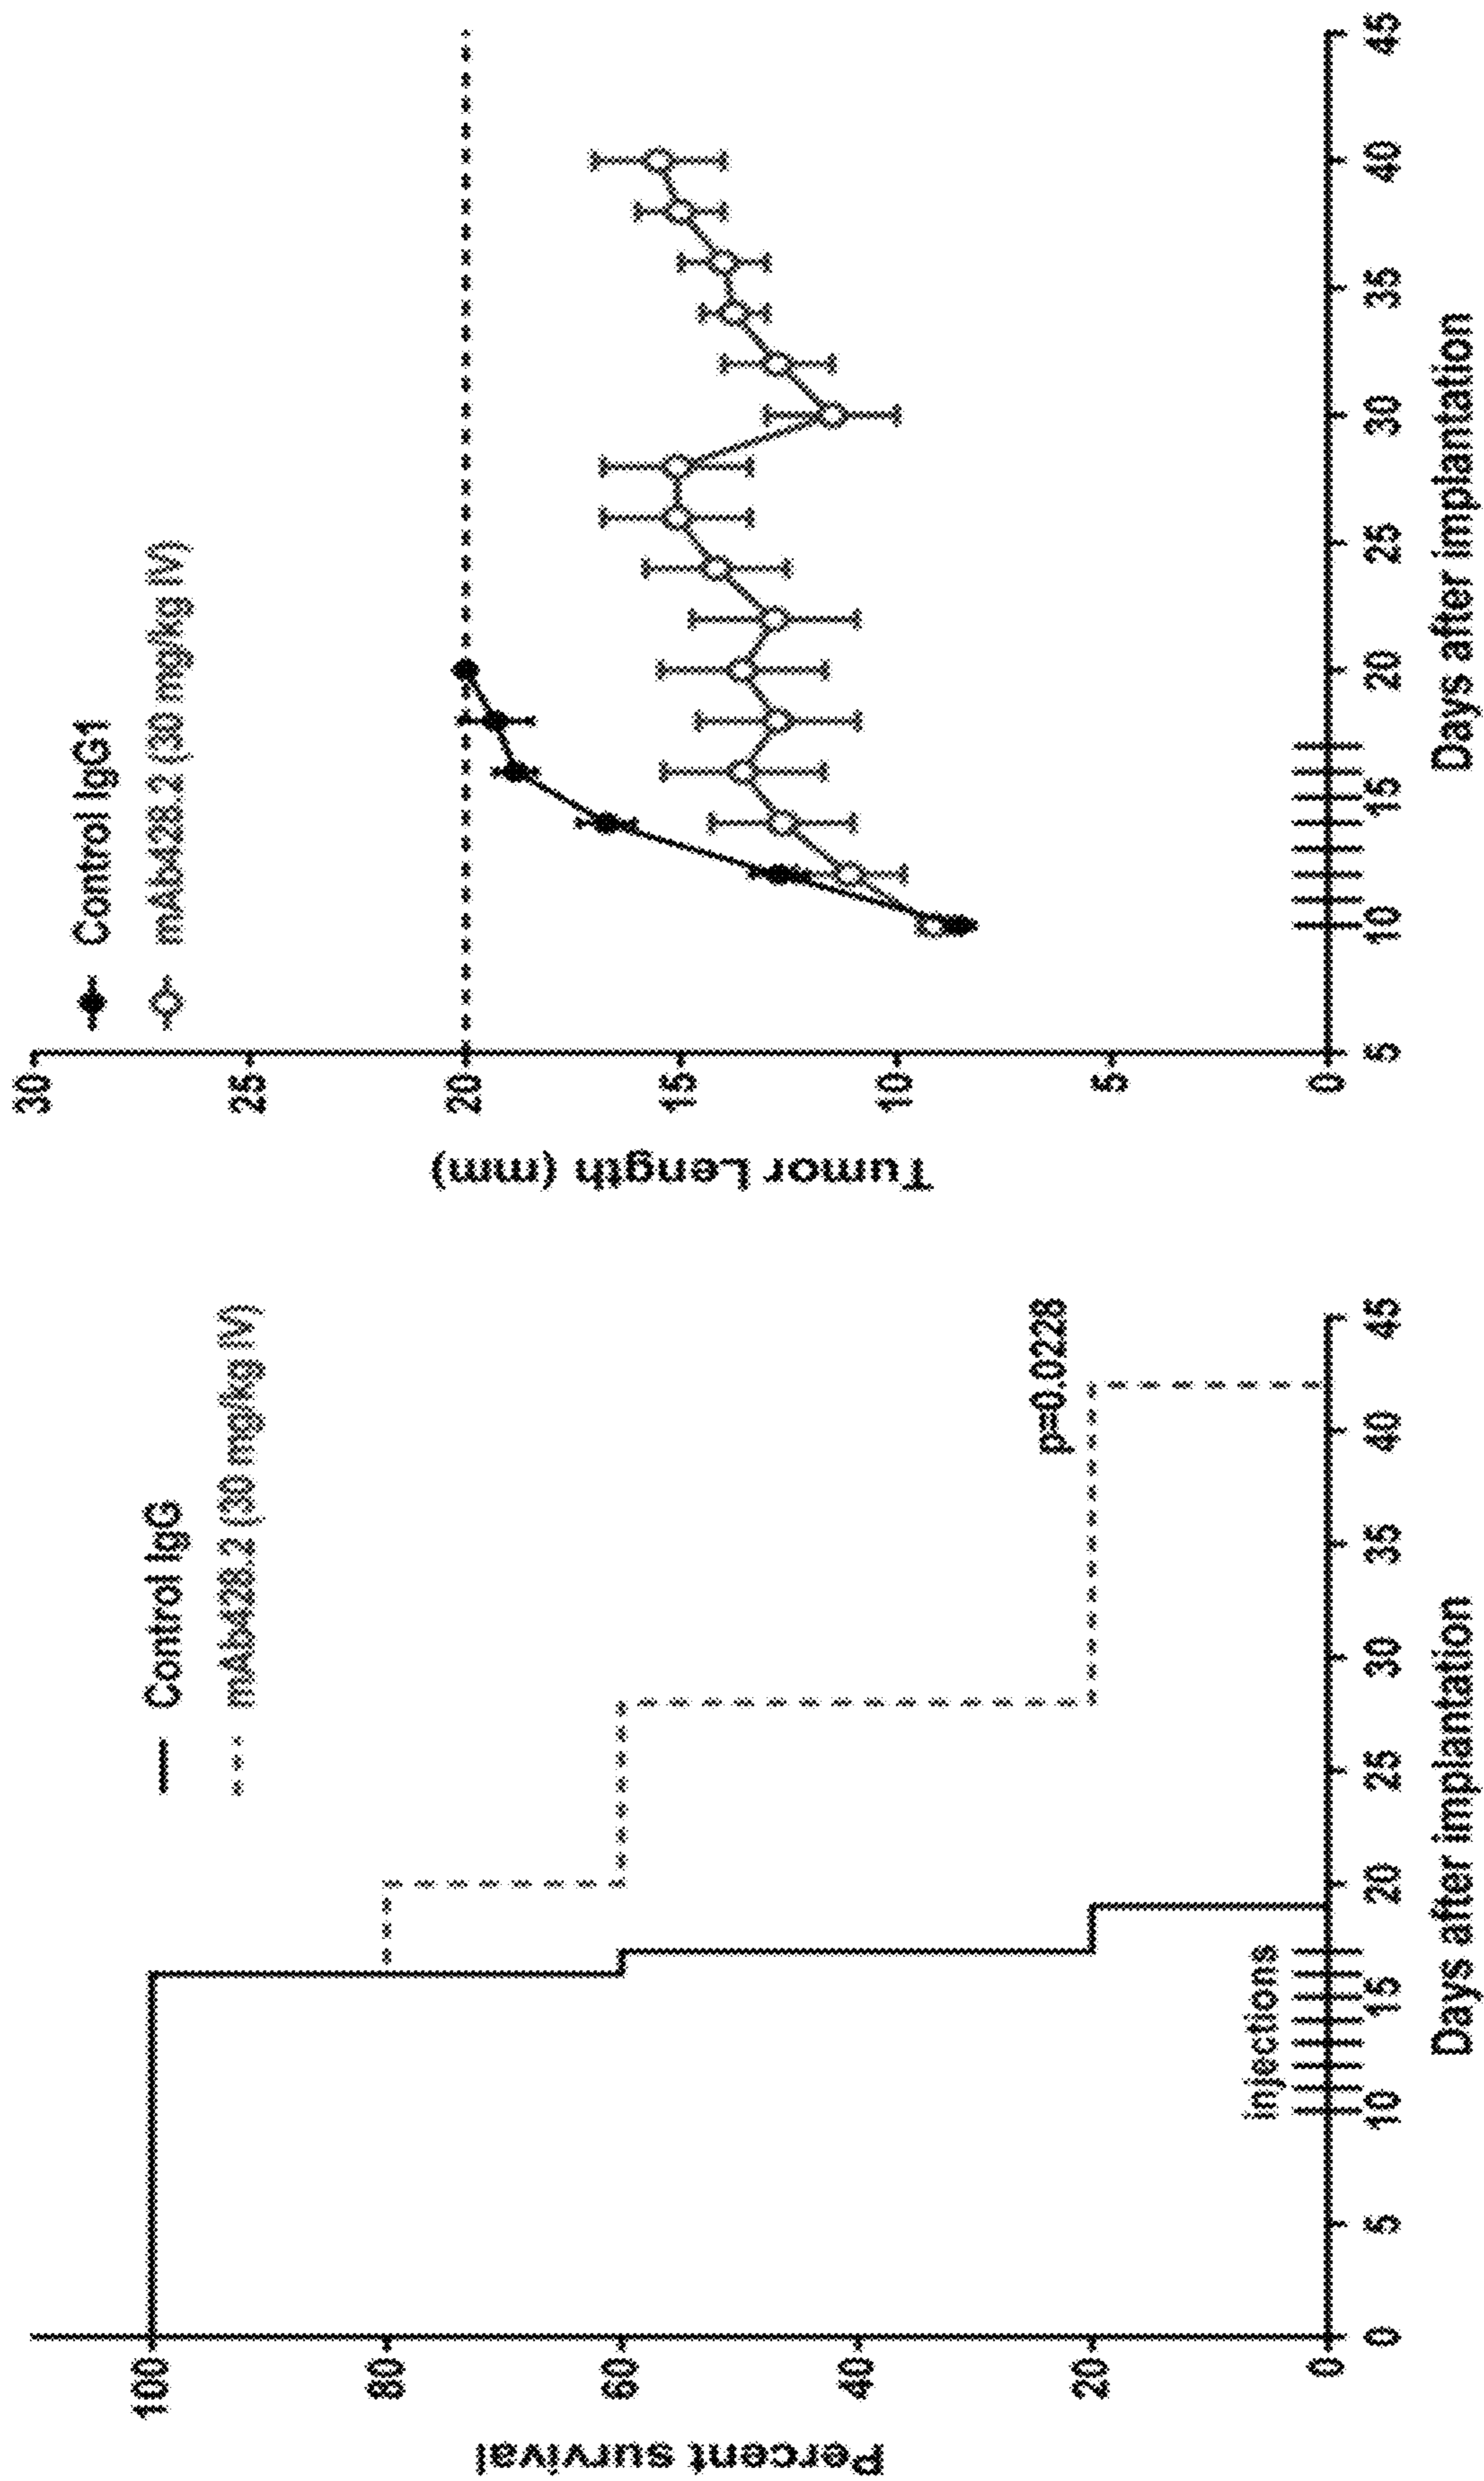 Control IgG
mAb428.2 (30 mg/kg IV)
p=0.0228
injections
Percent survival
100
80
60
40
20
0
0 5 10 15 20 25 30 35 40 45
Days after implantation
Control IgG1
mAb428.2 (30 mg/kg IV)
Tumor Length (mm)
30
25
20
15
10
5
0
5 10 15 20 25 30 35 40 45
Days after implantation